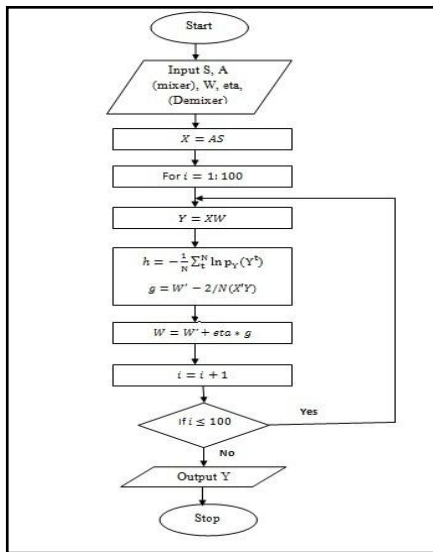 Start
Input S, A
(mixer), W, eta,
(Demixer)
X = AS
For i = 1: 100
Y = XW
h = −1/N ∑_t^N ln p_Y(Y^t)
g = W' − 2/N(X'Y)
W = W' + eta * g
i = i + 1
If i ≤ 100
Yes
No
Output Y
Stop